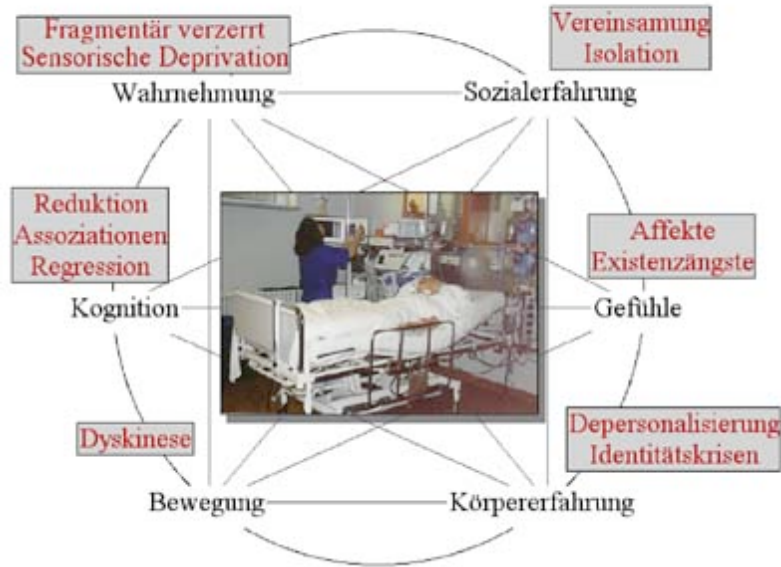 Fragmentär verzerrt
Sensorische Deprivation
Wahrnehmung
Vereinsamung
Isolation
Sozialerfahrung
Reduktion
Assoziationen
Regression
Kognition
Affekte
Existenzängste
Gefühle
Dyskinese
Bewegung
Depersonalisierung
Identitätskrisen
Körpererfahrung